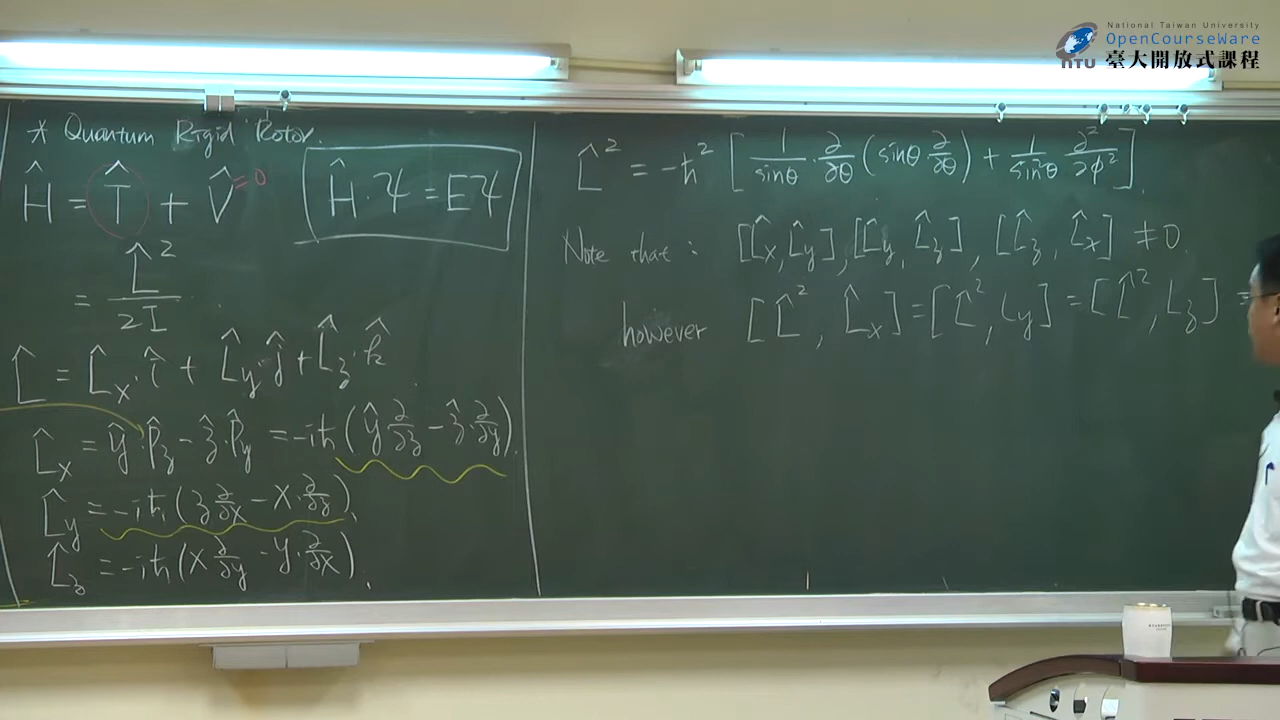 National Taiwan University
OpenCourseWare
NTU 臺大開放式課程
* Quantum Rigid Rotor.
Ĥ = T̂ + V̂ = 0
Ĥ·Ψ = EΨ
= L̂² / 2I
L̂ = L̂x·î + L̂y·ĵ + L̂z·k̂
L̂x = ŷ·P̂z − ẑ·P̂y = −iħ(ŷ ∂/∂z − ẑ·∂/∂y).
L̂y = −iħ(z ∂/∂x − x·∂/∂z).
L̂z = −iħ(x ∂/∂y − y·∂/∂x).
L̂² = −ħ² [ 1/sinθ · ∂/∂θ (sinθ ∂/∂θ) + 1/sin²θ ∂²/∂φ² ].
Note that: [L̂x, L̂y], [L̂y, L̂z], [L̂z, L̂x] ≠ 0.
however [L̂², L̂x] = [L̂², Ly] = [L̂², Lz] =